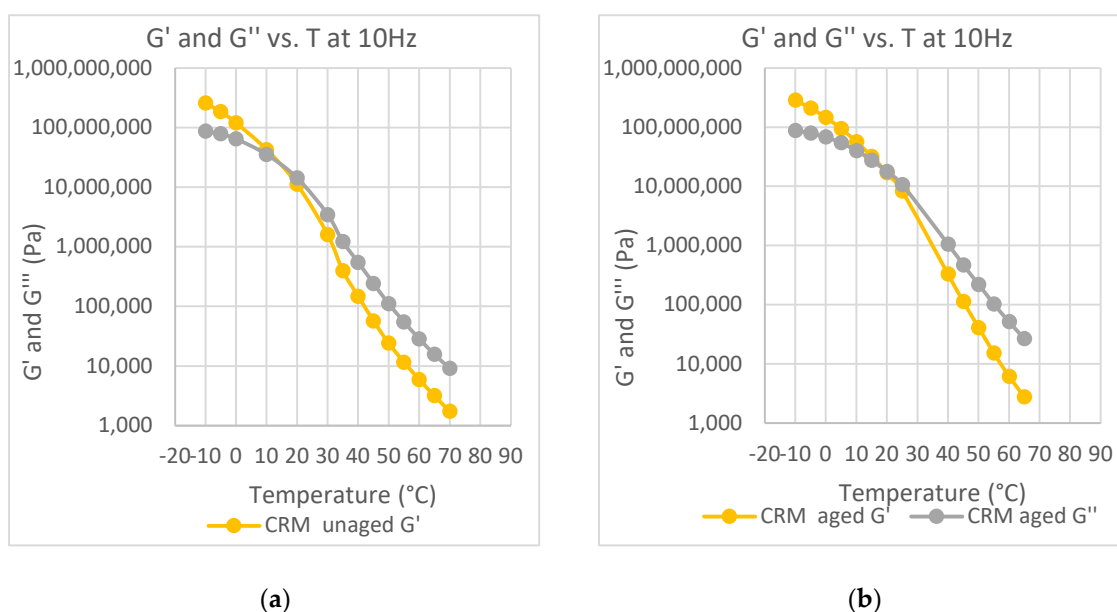 G' and G'' vs. T at 10Hz
1,000,000,000
100,000,000
10,000,000
1,000,000
100,000
10,000
1,000
G' and G''' (Pa)
-20 -10 0 10 20 30 40 50 60 70 80 90
Temperature (°C)
CRM unaged G'
(a)
G' and G'' vs. T at 10Hz
1,000,000,000
100,000,000
10,000,000
1,000,000
100,000
10,000
1,000
G' and G''' (Pa)
-20 -10 0 10 20 30 40 50 60 70 80 90
Temperature (°C)
CRM aged G' CRM aged G''
(b)